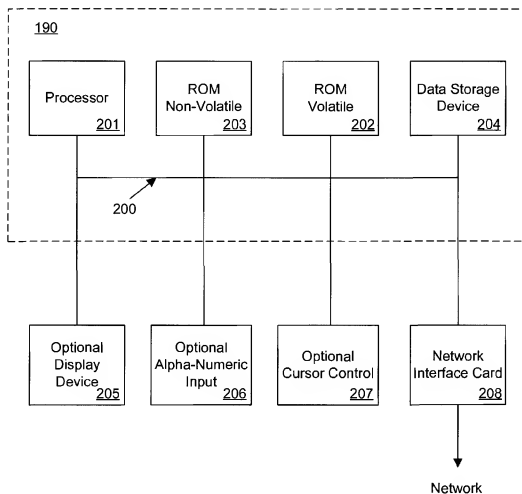 190
Processor
201
ROM
Non-Volatile
203
ROM
Volatile
202
Data Storage
Device
204
200
Optional
Display
Device
205
Optional
Alpha-Numeric
Input
206
Optional
Cursor Control
207
Network
Interface Card
208
Network